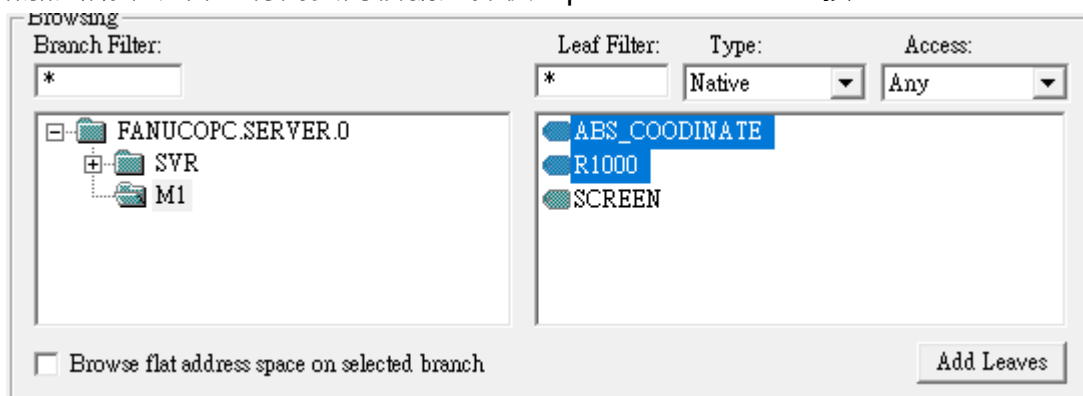 Browsing
Branch Filter:
Leaf Filter:
Type:
Access:
*
*
Native
Any
FANUCOPC.SERVER.0
SVR
M1
ABS_COODINATE
R1000
SCREEN
Browse flat address space on selected branch
Add Leaves